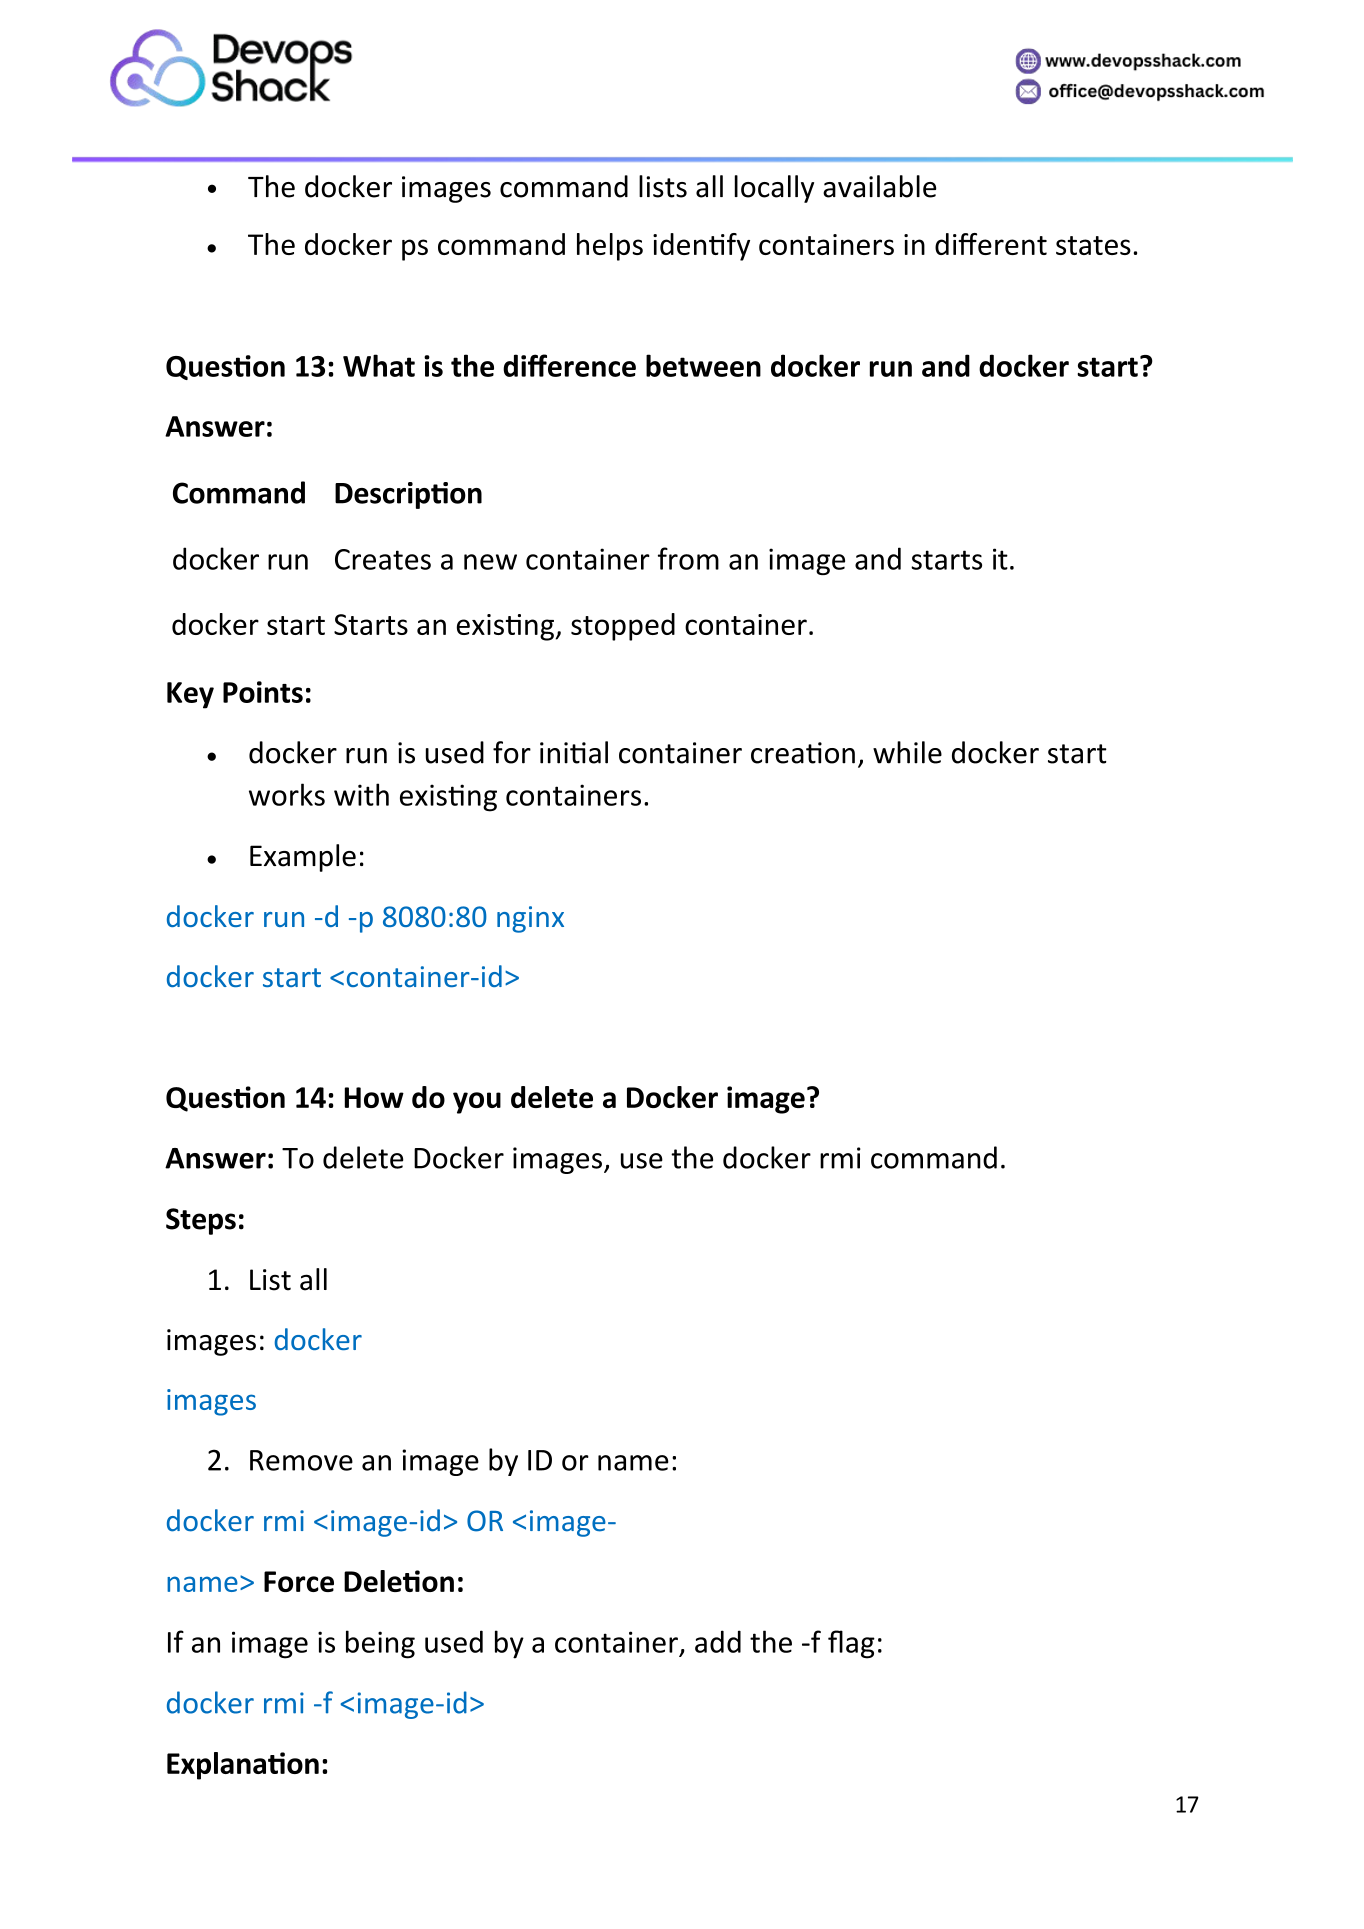 Devops
Shack
www.devopsshack.com
office@devopsshack.com
• The docker images command lists all locally available
• The docker ps command helps identify containers in different states.
Question 13: What is the difference between docker run and docker start?
Answer:
Command Description
docker run Creates a new container from an image and starts it.
docker start Starts an existing, stopped container.
Key Points:
• docker run is used for initial container creation, while docker start
works with existing containers.
• Example:
docker run -d -p 8080:80 nginx
docker start <container-id>
Question 14: How do you delete a Docker image?
Answer: To delete Docker images, use the docker rmi command.
Steps:
1. List all
images: docker
images
2. Remove an image by ID or name:
docker rmi <image-id> OR <image-
name> Force Deletion:
If an image is being used by a container, add the -f flag:
docker rmi -f <image-id>
Explanation:
17